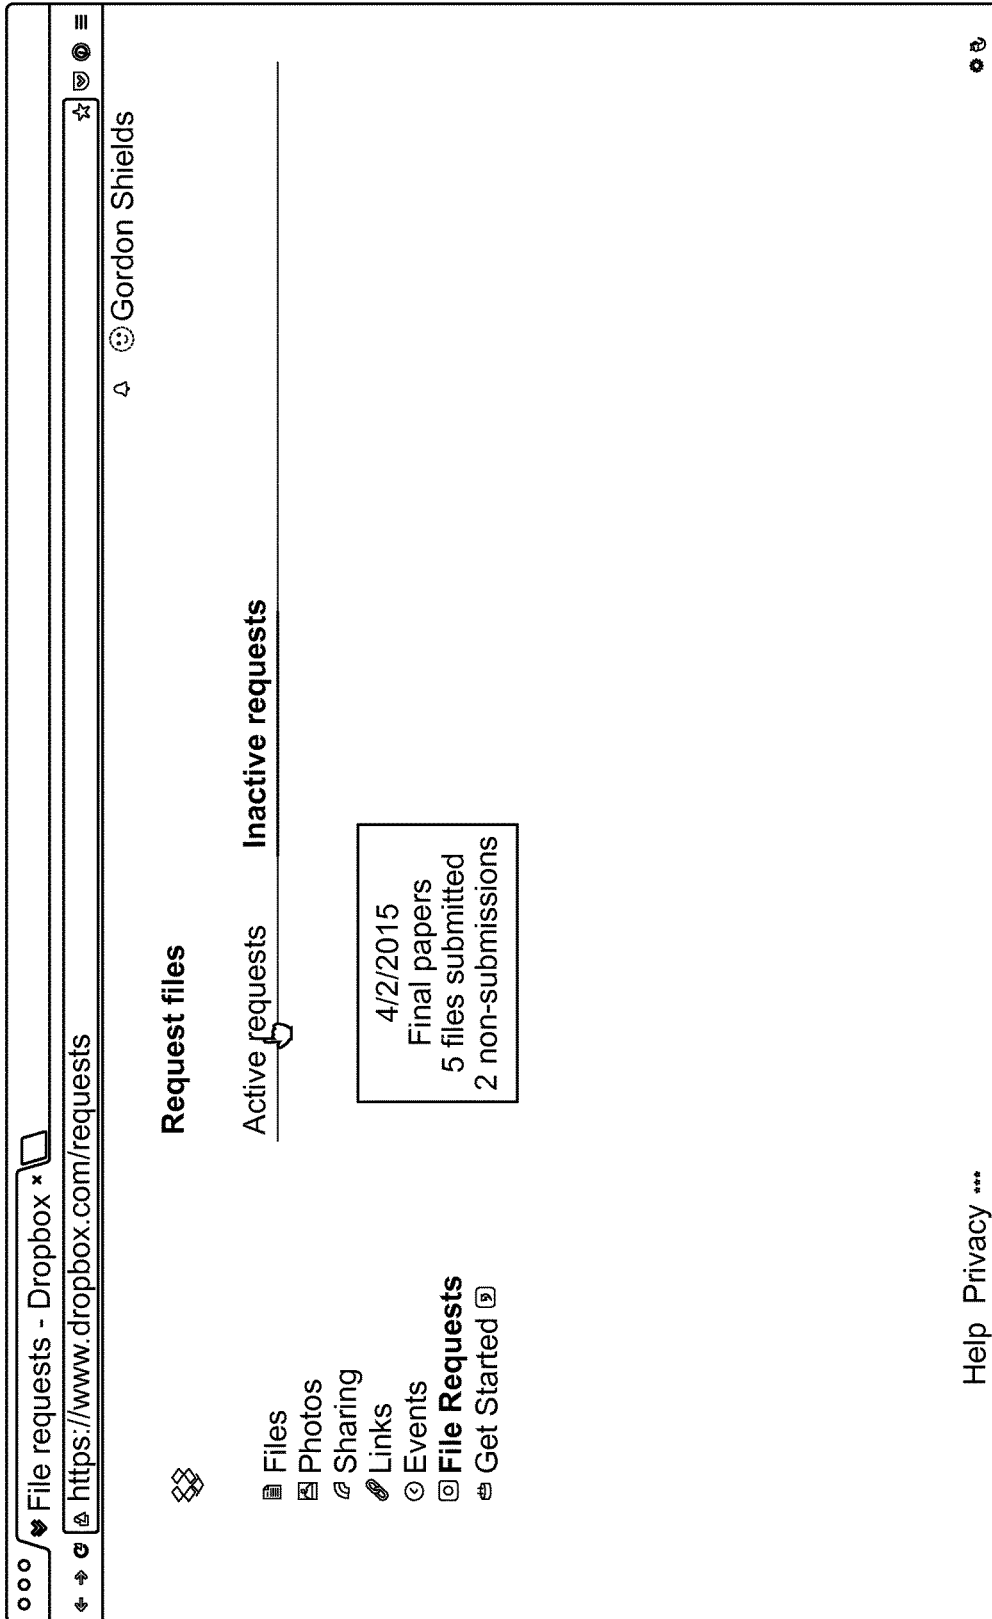 File requests - Dropbox ×
https://www.dropbox.com/requests
Gordon Shields
Request files
Active requests Inactive requests
Files
Photos
Sharing
Links
Events
File Requests
Get Started
4/2/2015
Final papers
5 files submitted
2 non-submissions
Help Privacy ***